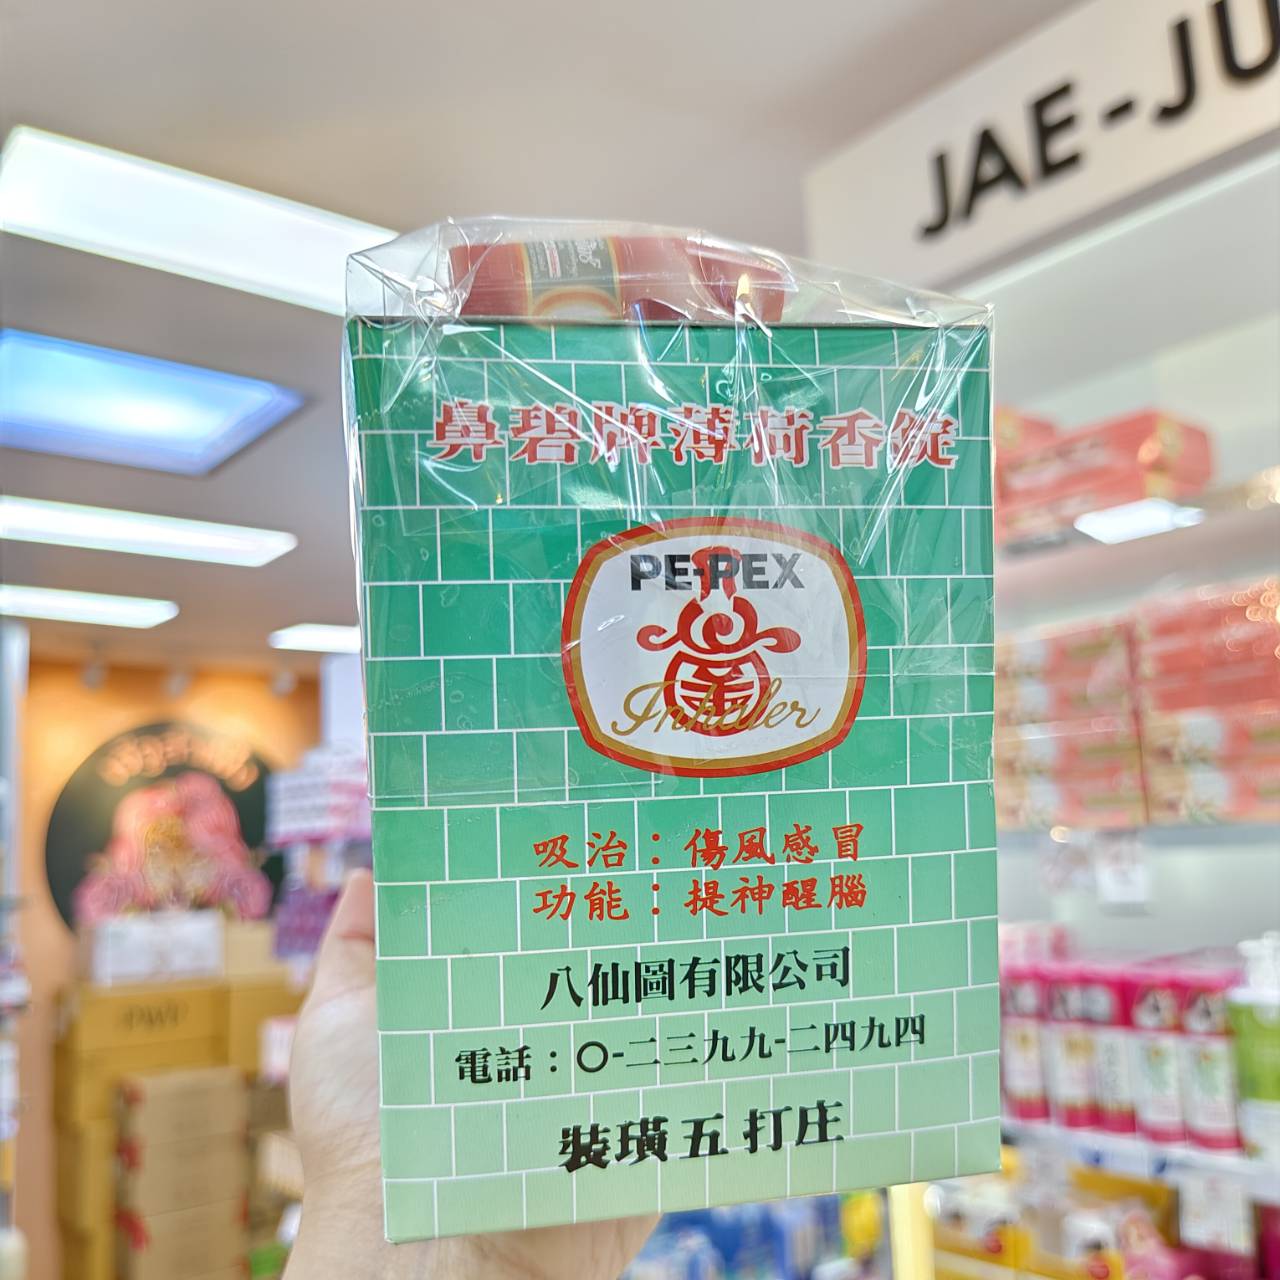 JAE-JU
鼻碧牌薄荷香錠
PE-PEX
Inhaler
吸治：傷風感冒
功能：提神醒腦
八仙圖有限公司
電話：〇-二三九九-二四九四
裝璜五打庄